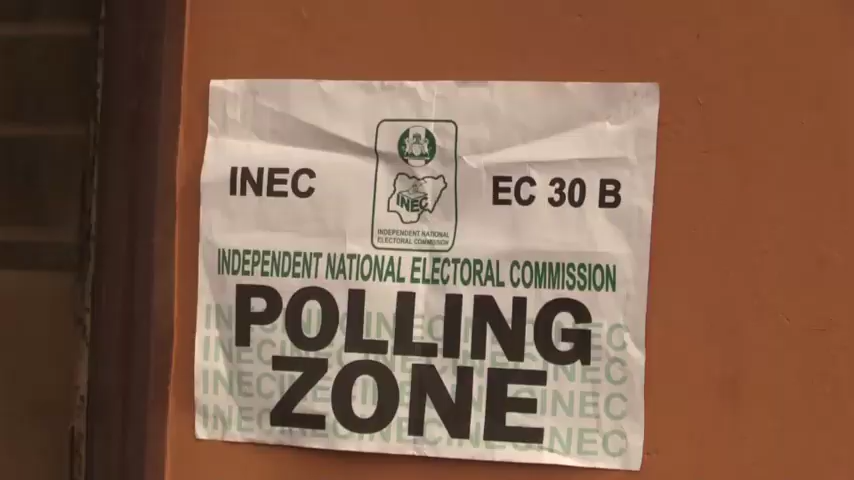 INEC
EC 30 B
INEC
INDEPENDENT NATIONAL
ELECTORAL COMMISSION
INDEPENDENT NATIONAL ELECTORAL COMMISSION
POLLING
ZONE